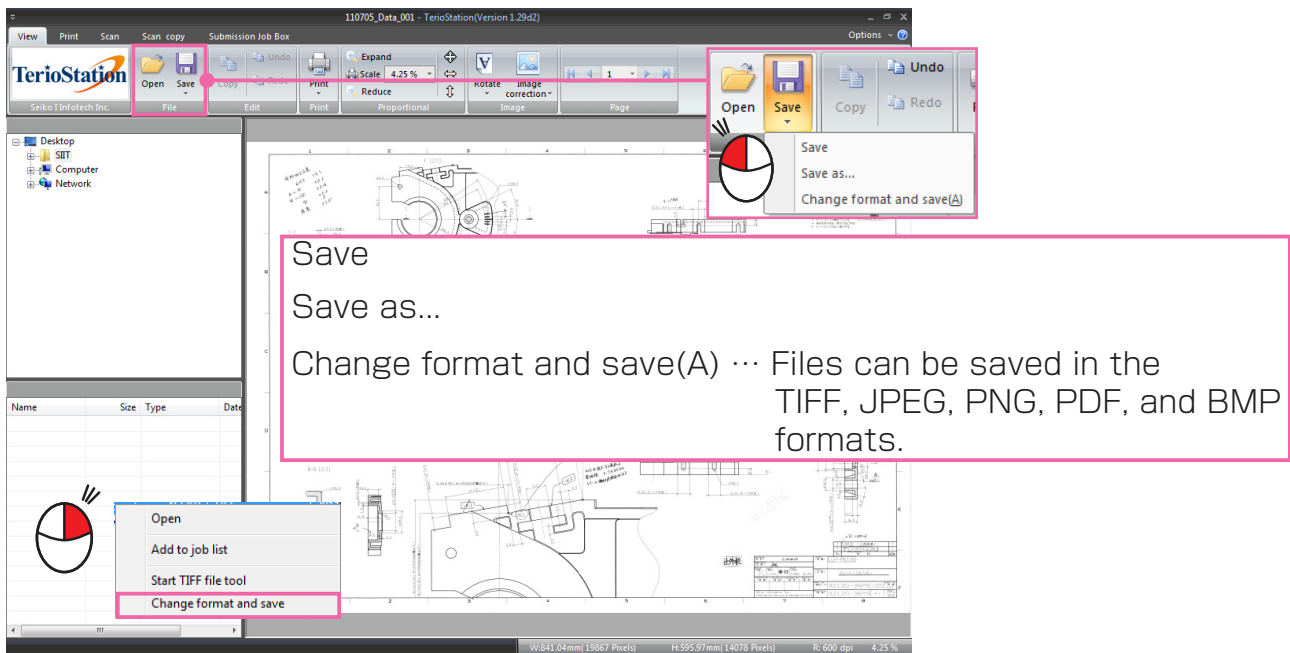 110705_Data_001 - TerioStation(Version 1.29d2)
View Print Scan Scan copy Submission Job Box Options
TerioStation
Open Save Copy Undo Redo Print
Expand
Scale 4.25 %
Reduce
Rotate Image correction
1
Seiko I Infotech Inc. File Edit Print Proportional Image Page
Open Save Copy Undo
Redo
Save
Save as...
Change format and save(A)
Desktop
SIIT
Computer
Network
Save
Save as...
Change format and save(A) … Files can be saved in the
TIFF, JPEG, PNG, PDF, and BMP
formats.
Name Size Type Date
Open
Add to job list
Start TIFF file tool
Change format and save
W:841.04mm( 19867 Pixels) H:595.97mm( 14078 Pixels) R: 600 dpi 4.25 %